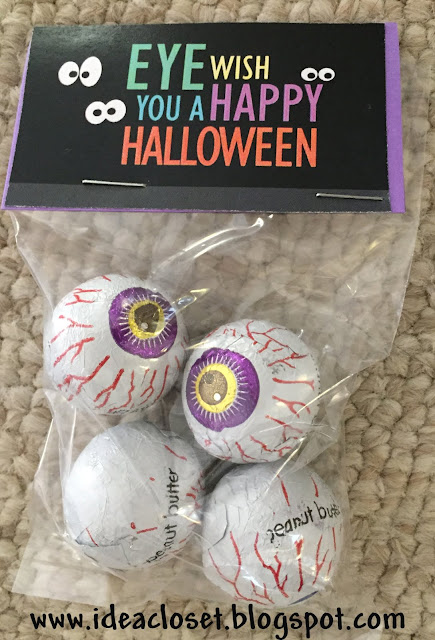 EYE WISH
YOU A HAPPY
HALLOWEEN
peanut butter
peanut butter
www.ideacloset.blogspot.com